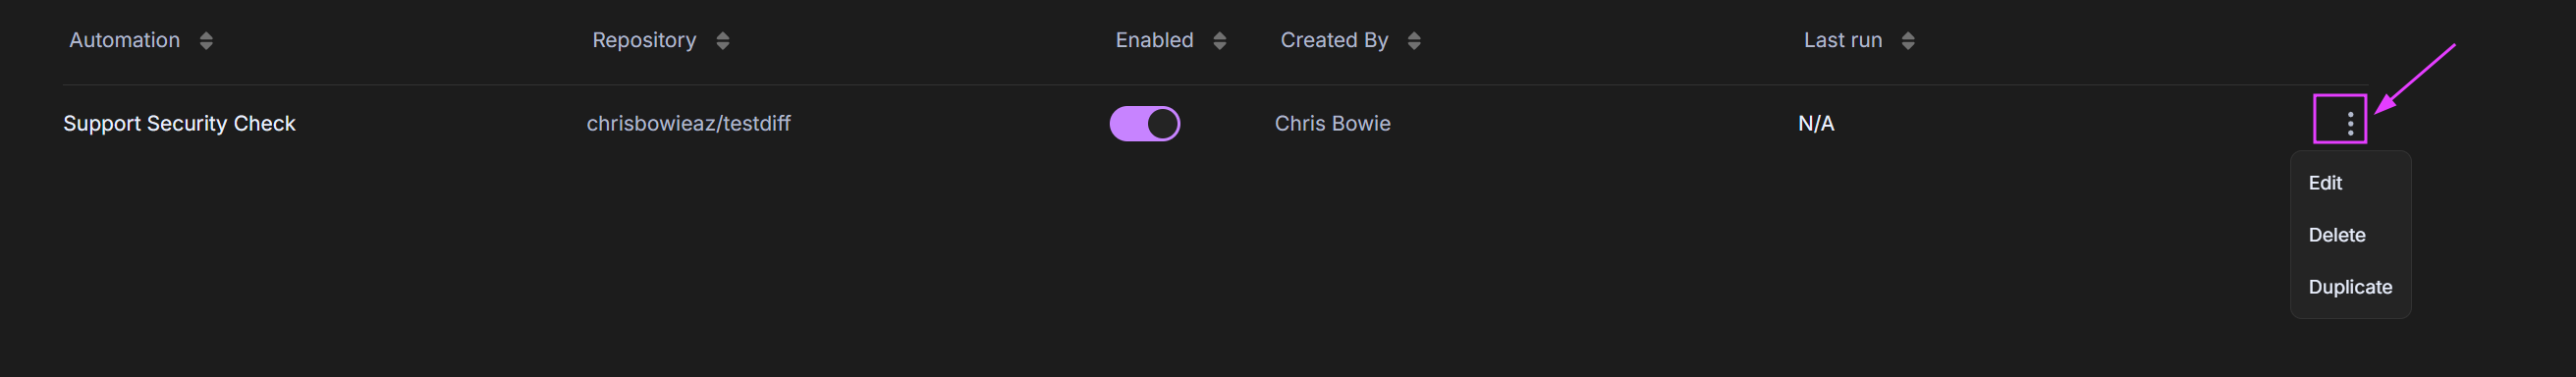 Automation Repository Enabled Created By Last run
Support Security Check chrisbowieaz/testdiff Chris Bowie N/A
Edit
Delete
Duplicate